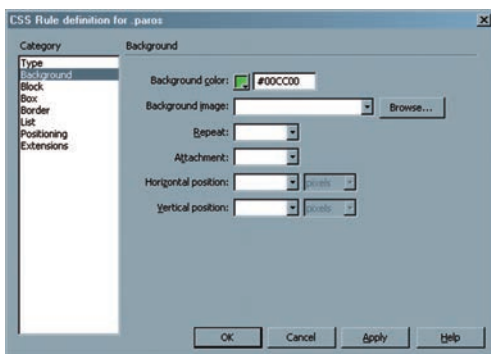 CSS Rule definition for .paros
Category
Background
Type
Background
Block
Box
Border
List
Positioning
Extensions
Background color: #00CC00
Background image: Browse...
Repeat:
Attachment:
Horizontal position: pixels
Vertical position: pixels
OK Cancel Apply Help